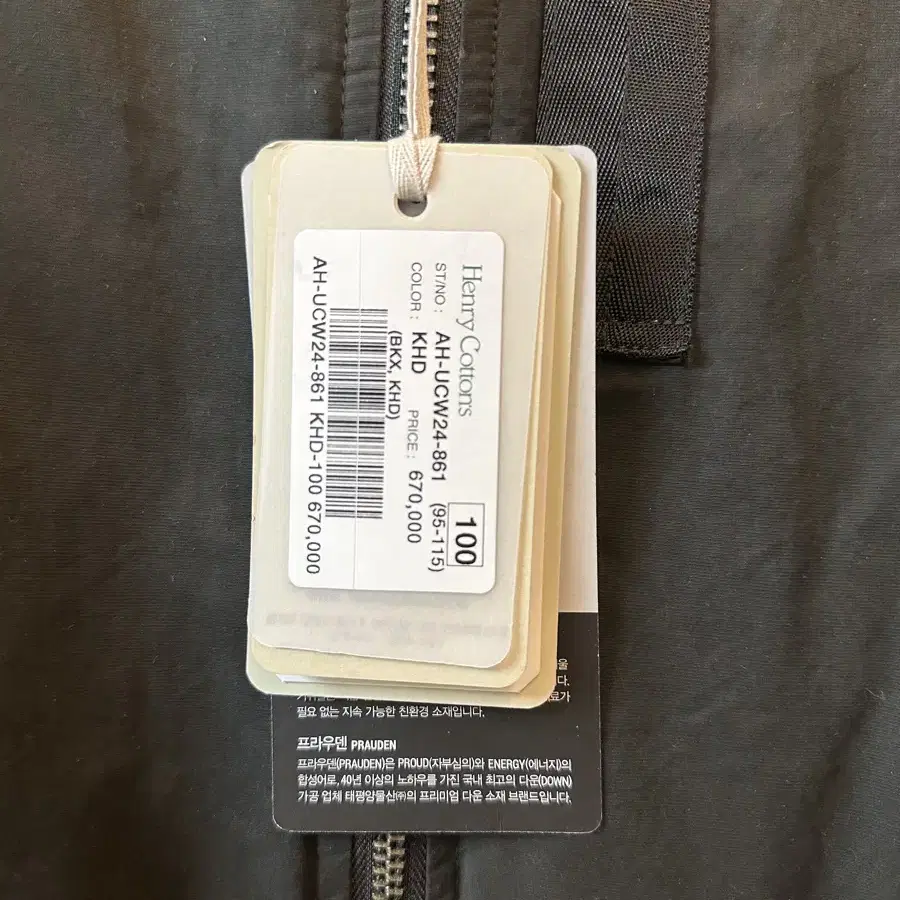 Henry Cotton's
100
ST/NO : AH-UCW24-861 (95-115)
COLOR : KHD PRICE : 670,000
(BKX, KHD)
AH-UCW24-861 KHD-100 670,000
필요 없는 지속 가능한 친환경 소재입니다.
프라우덴 PRAUDEN
프라우덴(PRAUDEN)은 PROUD(자부심의)와 ENERGY(에너지)의
합성어로, 40년 이상의 노하우를 가진 국내 최고의 다운(DOWN)
가공 업체 태평양물산㈜의 프리미엄 다운 소재 브랜드입니다.